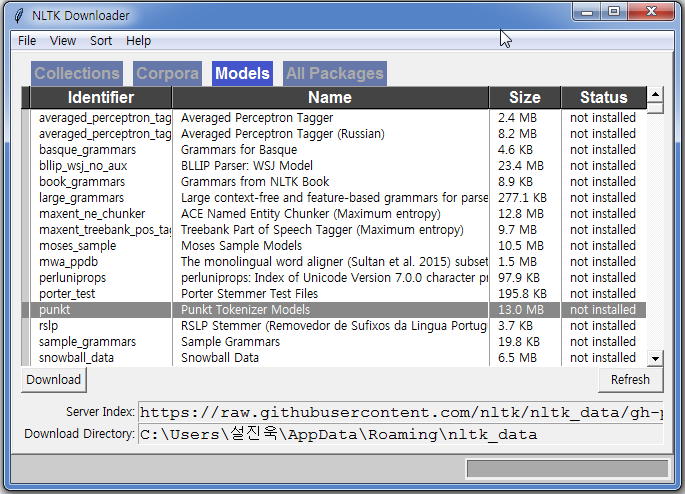 NLTK Downloader
File View Sort Help
Collections Corpora Models All Packages
Identifier Name Size Status
averaged_perceptron_tag Averaged Perceptron Tagger 2.4 MB not installed
averaged_perceptron_tag Averaged Perceptron Tagger (Russian) 8.2 MB not installed
basque_grammars Grammars for Basque 4.6 KB not installed
bllip_wsj_no_aux BLLIP Parser: WSJ Model 23.4 MB not installed
book_grammars Grammars from NLTK Book 8.9 KB not installed
large_grammars Large context-free and feature-based grammars for parse 277.1 KB not installed
maxent_ne_chunker ACE Named Entity Chunker (Maximum entropy) 12.8 MB not installed
maxent_treebank_pos_tag Treebank Part of Speech Tagger (Maximum entropy) 9.7 MB not installed
moses_sample Moses Sample Models 10.5 MB not installed
mwa_ppdb The monolingual word aligner (Sultan et al. 2015) subset 1.5 MB not installed
perluniprops perluniprops: Index of Unicode Version 7.0.0 character pr 97.9 KB not installed
porter_test Porter Stemmer Test Files 195.8 KB not installed
punkt Punkt Tokenizer Models 13.0 MB not installed
rslp RSLP Stemmer (Removedor de Sufixos da Lingua Portug 3.7 KB not installed
sample_grammars Sample Grammars 19.8 KB not installed
snowball_data Snowball Data 6.5 MB not installed
Download Refresh
Server Index: https://raw.githubusercontent.com/nltk/nltk_data/gh-p
Download Directory: C:\Users\설진욱\AppData\Roaming\nltk_data